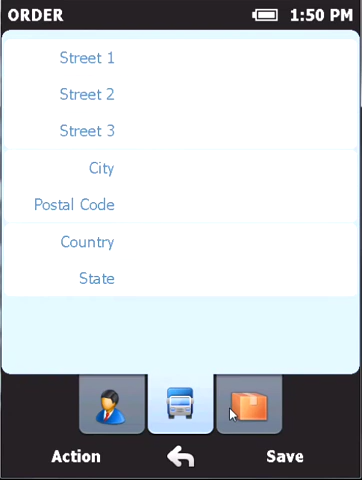 ORDER 1:50 PM
Street 1
Street 2
Street 3
City
Postal Code
Country
State
Action Save